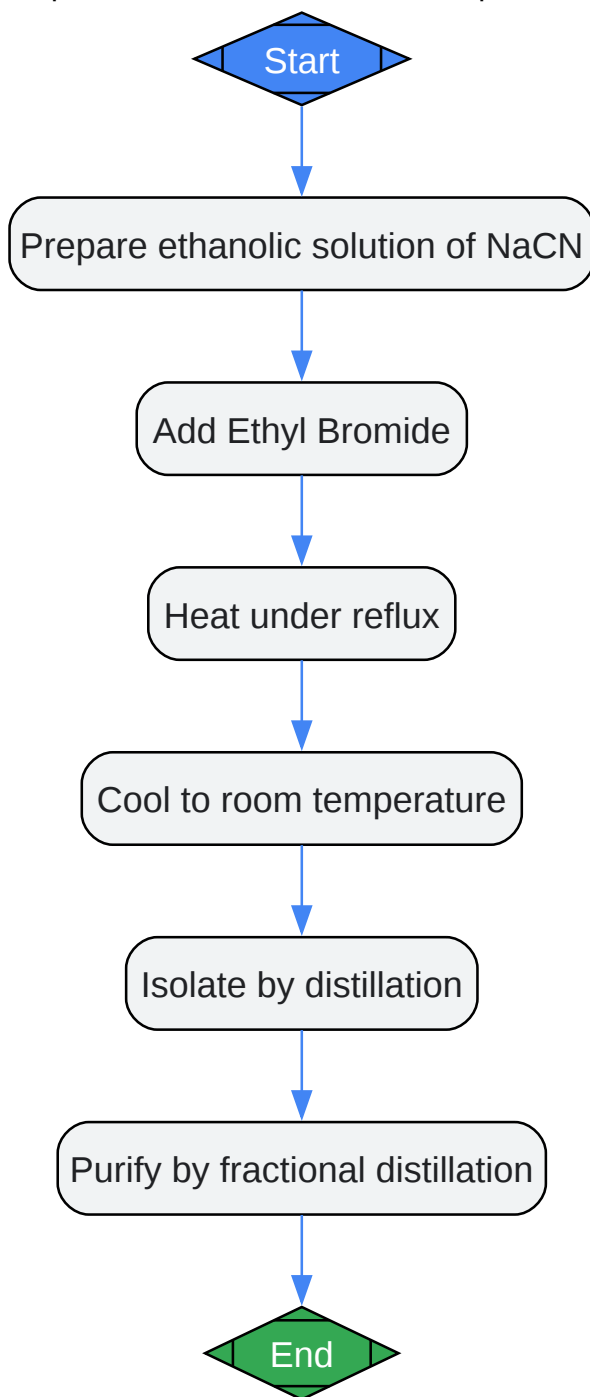 Start
Prepare ethanolic solution of NaCN
Add Ethyl Bromide
Heat under reflux
Cool to room temperature
Isolate by distillation
Purify by fractional distillation
End